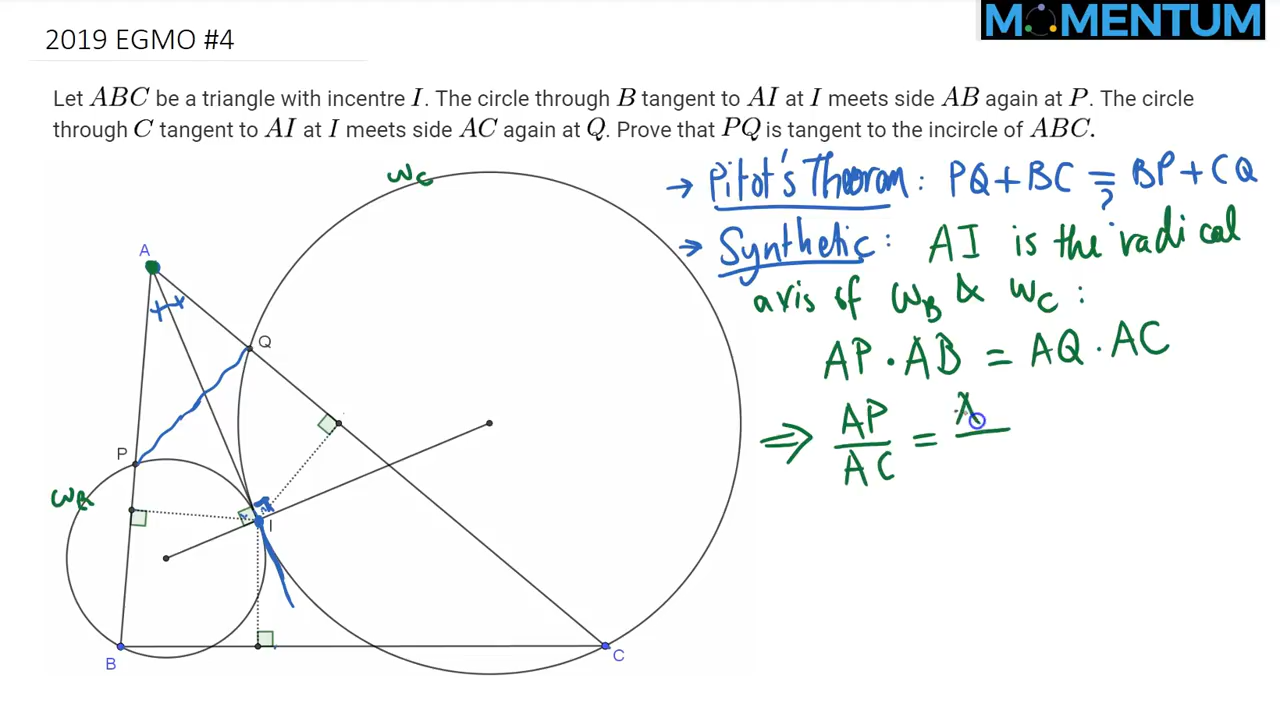 MOMENTUM
2019 EGMO #4
Let ABC be a triangle with incentre I. The circle through B tangent to AI at I meets side AB again at P. The circle
through C tangent to AI at I meets side AC again at Q. Prove that PQ is tangent to the incircle of ABC.
→ Pitot's Theorem: PQ + BC = BP + CQ
?
→ Synthetic: AI is the radical
axis of ω_B & ω_C :
AP · AB = AQ · AC
⇒ AP/AC =
ω_C
A
Q
P
ω_B
I
B
C